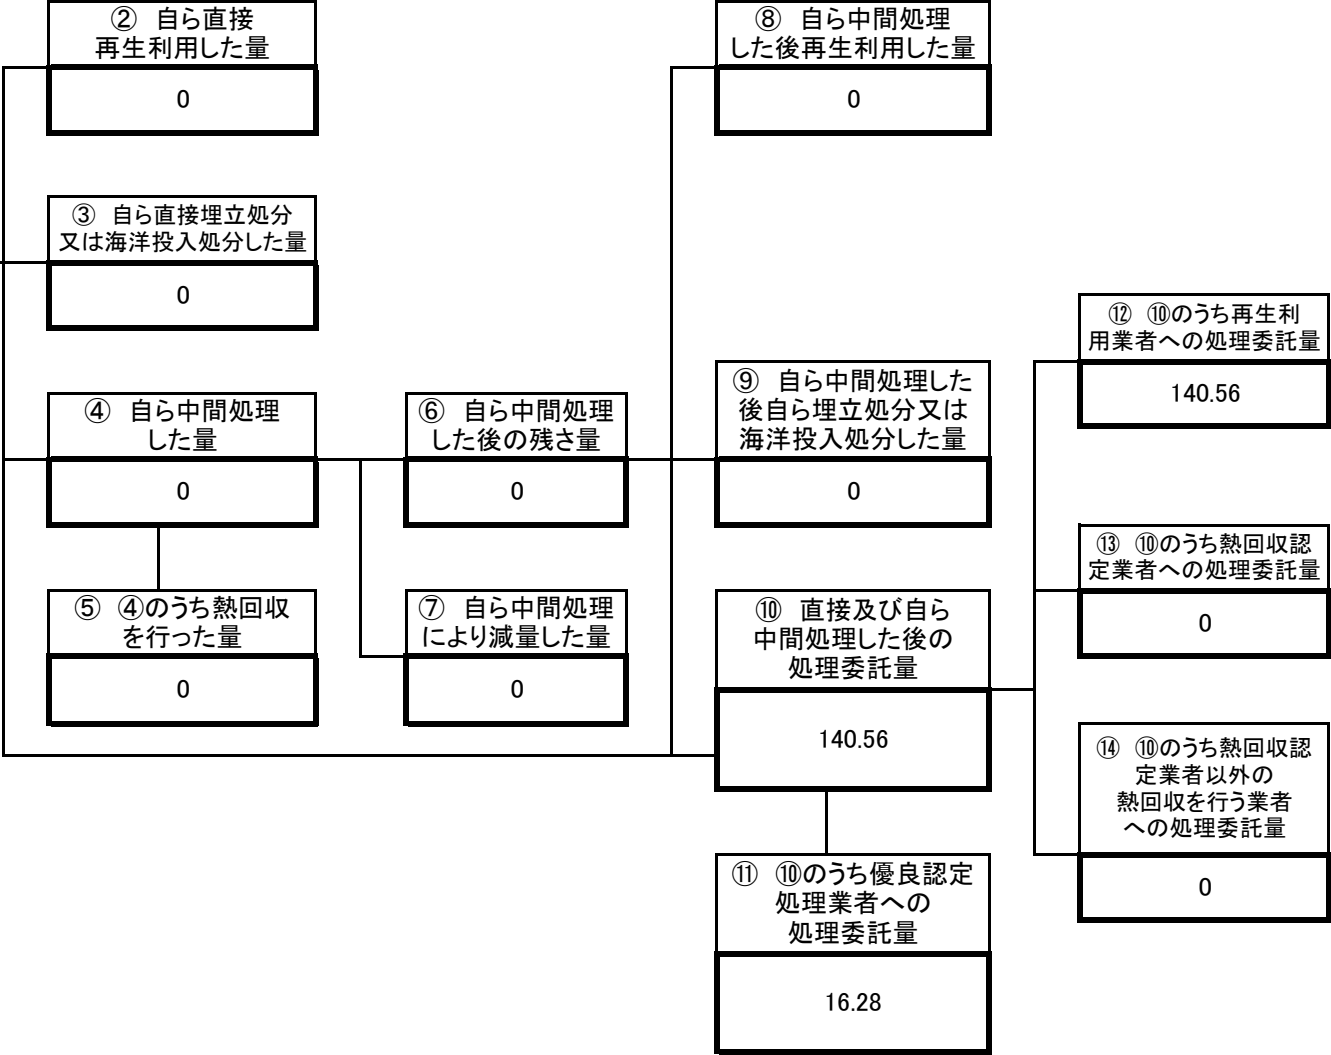 ② 自ら直接
再生利用した量
0
③ 自ら直接埋立処分
又は海洋投入処分した量
0
④ 自ら中間処理
した量
0
⑤ ④のうち熱回収
を行った量
0
⑥ 自ら中間処理
した後の残さ量
0
⑦ 自ら中間処理
により減量した量
0
⑧ 自ら中間処理
した後再生利用した量
0
⑨ 自ら中間処理した
後自ら埋立処分又は
海洋投入処分した量
0
⑩ 直接及び自ら
中間処理した後の
処理委託量
140.56
⑪ ⑩のうち優良認定
処理業者への
処理委託量
16.28
⑫ ⑩のうち再生利
用業者への処理委託量
140.56
⑬ ⑩のうち熱回収認
定業者への処理委託量
0
⑭ ⑩のうち熱回収認
定業者以外の
熱回収を行う業者
への処理委託量
0